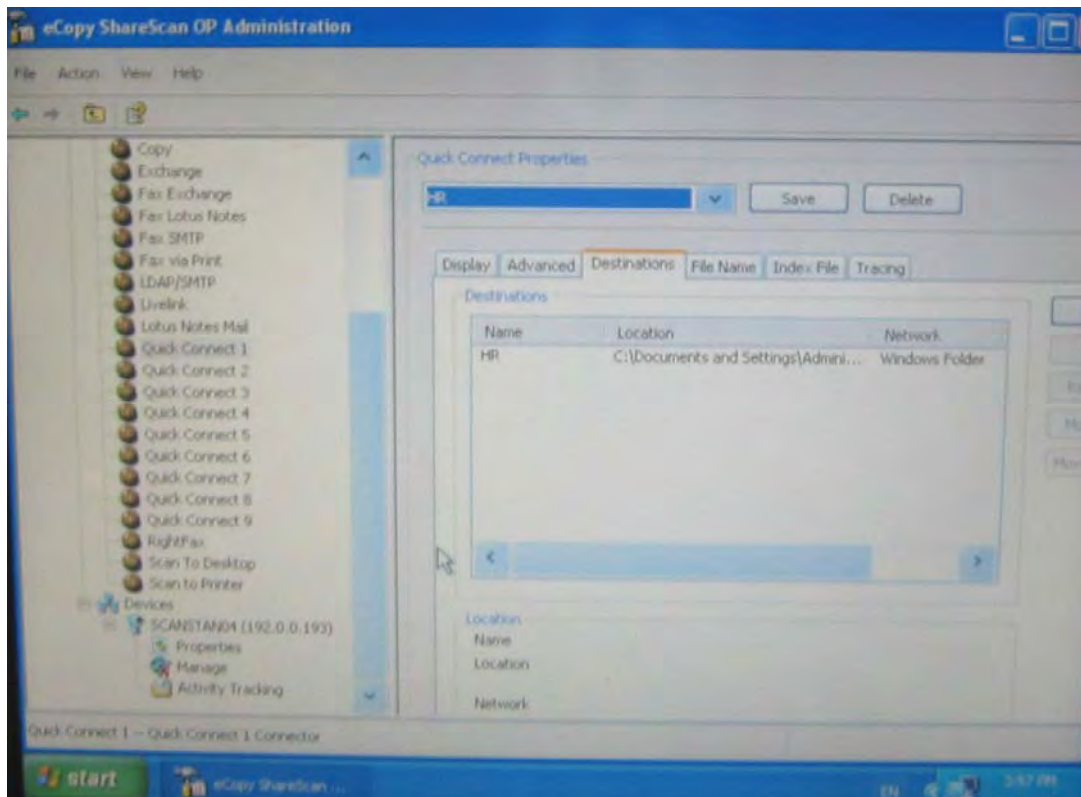 eCopy ShareScan OP Administration
File Action View Help
Copy
Exchange
Fax Exchange
Fax Lotus Notes
Fax SMTP
Fax via Print
LDAP/SMTP
Livelink
Lotus Notes Mail
Quick Connect 1
Quick Connect 2
Quick Connect 3
Quick Connect 4
Quick Connect 5
Quick Connect 6
Quick Connect 7
Quick Connect 8
Quick Connect 9
RightFax
Scan To Desktop
Scan to Printer
Devices
SCANSTAN04 (192.0.0.193)
Properties
Manage
Activity Tracking
Quick Connect Properties
HR Save Delete
Display Advanced Destinations File Name Index File Tracing
Destinations
Name Location Network
HR C:\Documents and Settings\Admini... Windows Folder
Location
Name
Location
Network
Quick Connect 1 -- Quick Connect 1 Connector
start eCopy ShareScan ... EN